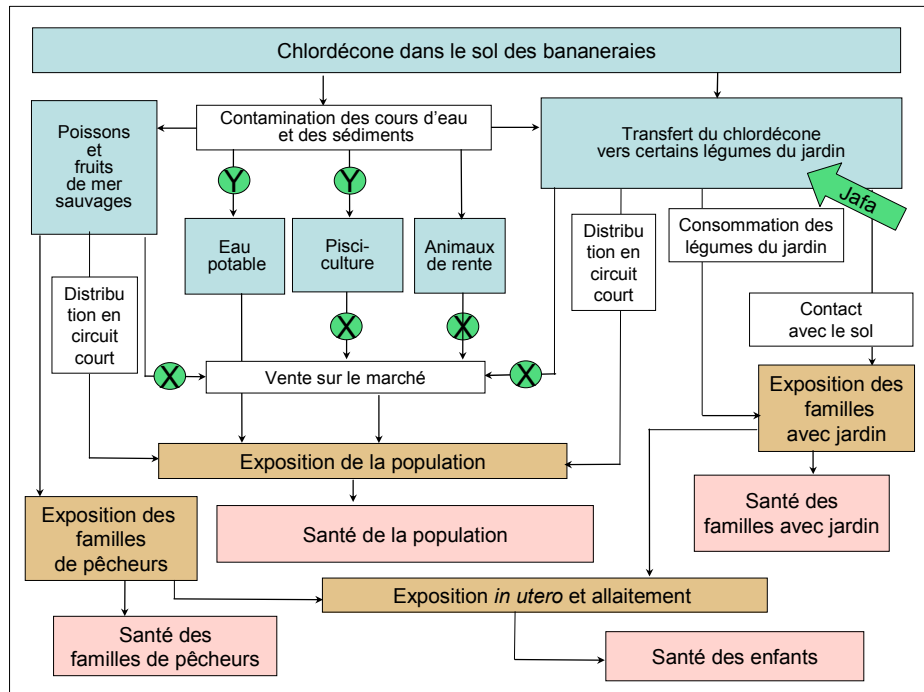 Chlordécone dans le sol des bananeraies
Poissons
et
fruits
de mer
sauvages
Contamination des cours d'eau
et des sédiments
Transfert du chlordécone
vers certains légumes du jardin
Y
Y
Jafa
Eau
potable
Pisci-
culture
Animaux
de rente
Distribu
tion en
circuit
court
Distribu
tion en
circuit
court
Consommation des
légumes du jardin
Contact
avec le sol
X
X
X
Vente sur le marché
X
Exposition des
familles
avec jardin
Exposition de la population
Exposition des
familles
de pêcheurs
Santé de la population
Santé des
familles avec jardin
Exposition in utero et allaitement
Santé des
familles de pêcheurs
Santé des enfants